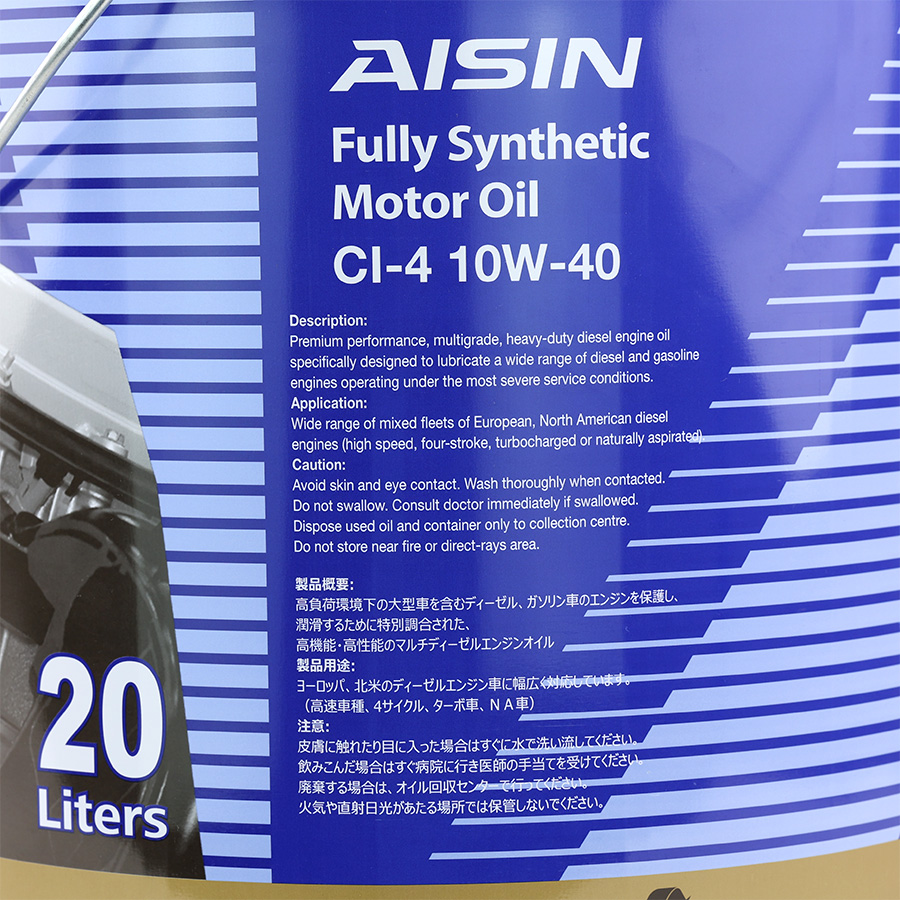 AISIN
Fully Synthetic
Motor Oil
CI-4 10W-40
Description:
Premium performance, multigrade, heavy-duty diesel engine oil
specifically designed to lubricate a wide range of diesel and gasoline
engines operating under the most severe service conditions.
Application:
Wide range of mixed fleets of European, North American diesel
engines (high speed, four-stroke, turbocharged or naturally aspirated).
Caution:
Avoid skin and eye contact. Wash thoroughly when contacted.
Do not swallow. Consult doctor immediately if swallowed.
Dispose used oil and container only to collection centre.
Do not store near fire or direct-rays area.
製品概要:
高負荷環境下の大型車を含むディーゼル、ガソリン車のエンジンを保護し、
潤滑するために特別調合された、
高機能・高性能のマルチディーゼルエンジンオイル
製品用途:
ヨーロッパ、北米のディーゼルエンジン車に幅広く対応しています。
(高速車種、4サイクル、ターボ車、NA車)
注意:
皮膚に触れたり目に入った場合はすぐに水で洗い流してください。
飲みこんだ場合はすぐ病院に行き医師の手当てを受けてください。
廃棄する場合は、オイル回収センターで行ってください。
火気や直射日光があたる場所では保管しないでください。
20
Liters